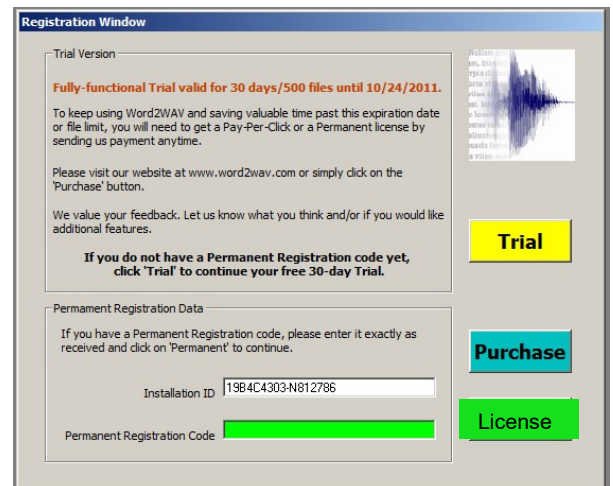 Registration Window
Trial Version
Fully-functional Trial valid for 30 days/500 files until 10/24/2011.
To keep using Word2WAV and saving valuable time past this expiration date
or file limit, you will need to get a Pay-Per-Click or a Permanent license by
sending us payment anytime.
Please visit our website at www.word2wav.com or simply click on the
'Purchase' button.
We value your feedback. Let us know what you think and/or if you would like
additional features.
If you do not have a Permanent Registration code yet,
click 'Trial' to continue your free 30-day Trial.
Trial
Permament Registration Data
If you have a Permanent Registration code, please enter it exactly as
received and click on 'Permanent' to continue.
Purchase
Installation ID 19B4C4303-N812786
Permanent Registration Code
License